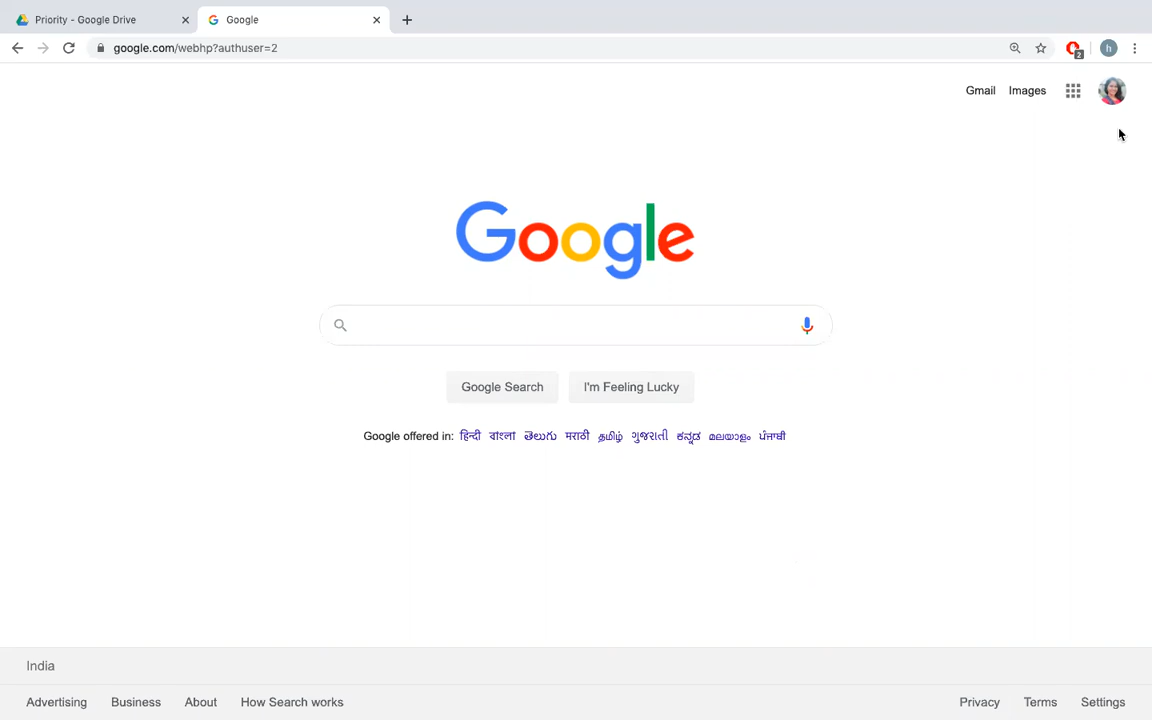 Priority - Google Drive
Google
google.com/webhp?authuser=2
2
h
Gmail Images
Google
Google Search I'm Feeling Lucky
Google offered in: हिन्दी বাংলা తెలుగు मराठी தமிழ் ગુજરાતી ಕನ್ನಡ മലയാളം ਪੰਜਾਬੀ
India
Advertising Business About How Search works Privacy Terms Settings